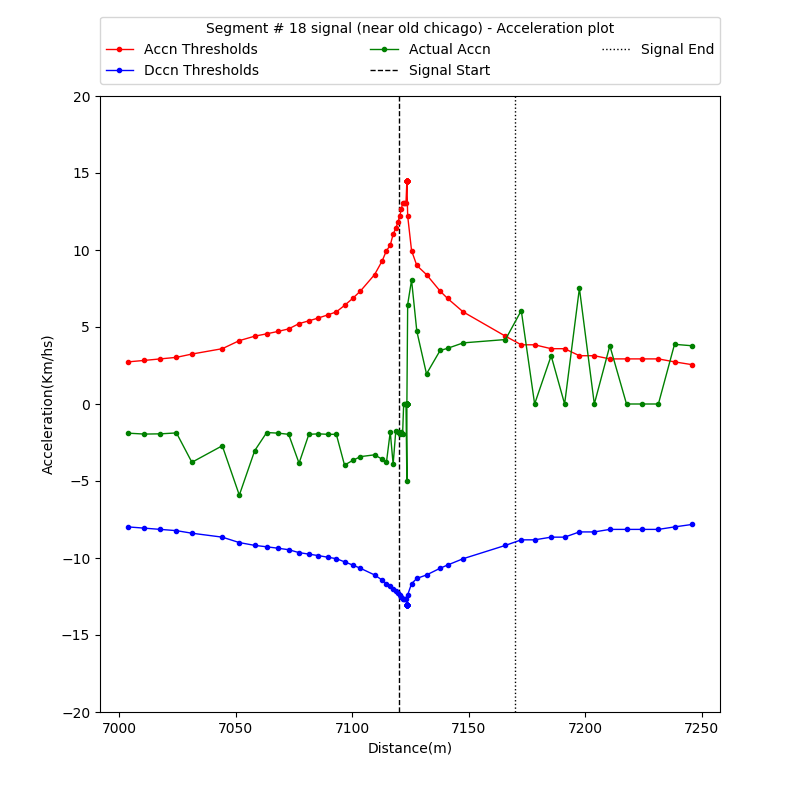 Segment # 18 signal (near old chicago) - Acceleration plot
Accn Thresholds Actual Accn Signal End
Dccn Thresholds Signal Start
20
15
10
5
0
−5
−10
−15
−20
Acceleration(Km/hs)
7000 7050 7100 7150 7200 7250
Distance(m)